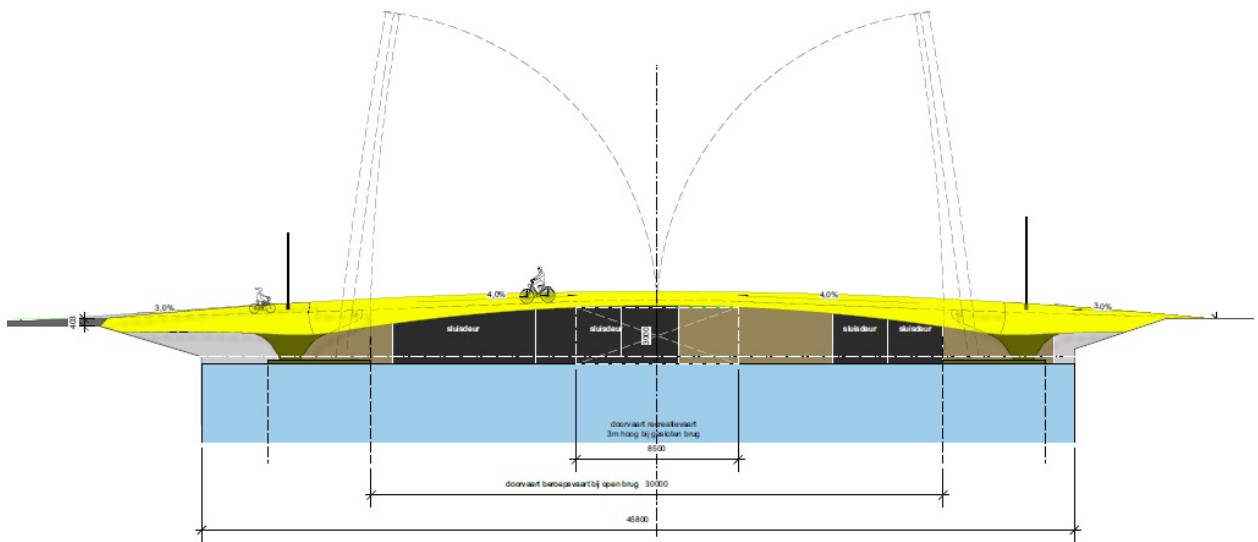 4,0%
4,0%
3,0%
3,0%
403
sluisdeur
sluisdeur
sluisdeur
sluisdeur
3000
doorvaart recreatievaart
3m hoog bij gesloten brug
8500
doorvaart beroepsvaart bij open brug 30000
45800